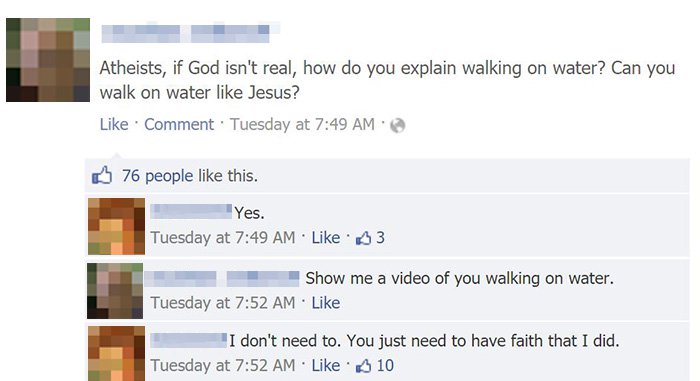 Atheists, if God isn't real, how do you explain walking on water? Can you
walk on water like Jesus?
Like · Comment · Tuesday at 7:49 AM ·
76 people like this.
Yes.
Tuesday at 7:49 AM · Like · 3
Show me a video of you walking on water.
Tuesday at 7:52 AM · Like
I don't need to. You just need to have faith that I did.
Tuesday at 7:52 AM · Like · 10